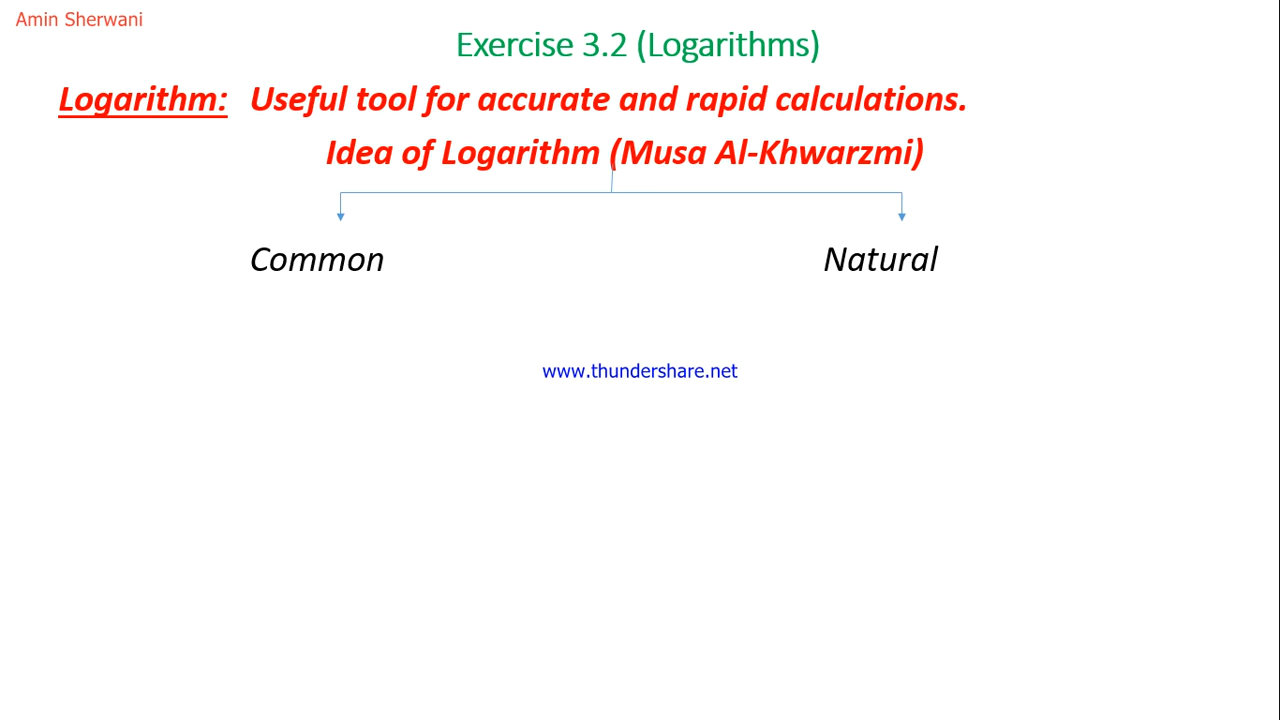 Amin Sherwani
Exercise 3.2 (Logarithms)
Logarithm: Useful tool for accurate and rapid calculations.
Idea of Logarithm (Musa Al-Khwarzmi)
Common Natural
www.thundershare.net